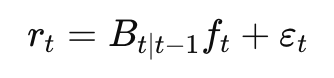 r_t = B_{t|t-1} f_t + ε_t